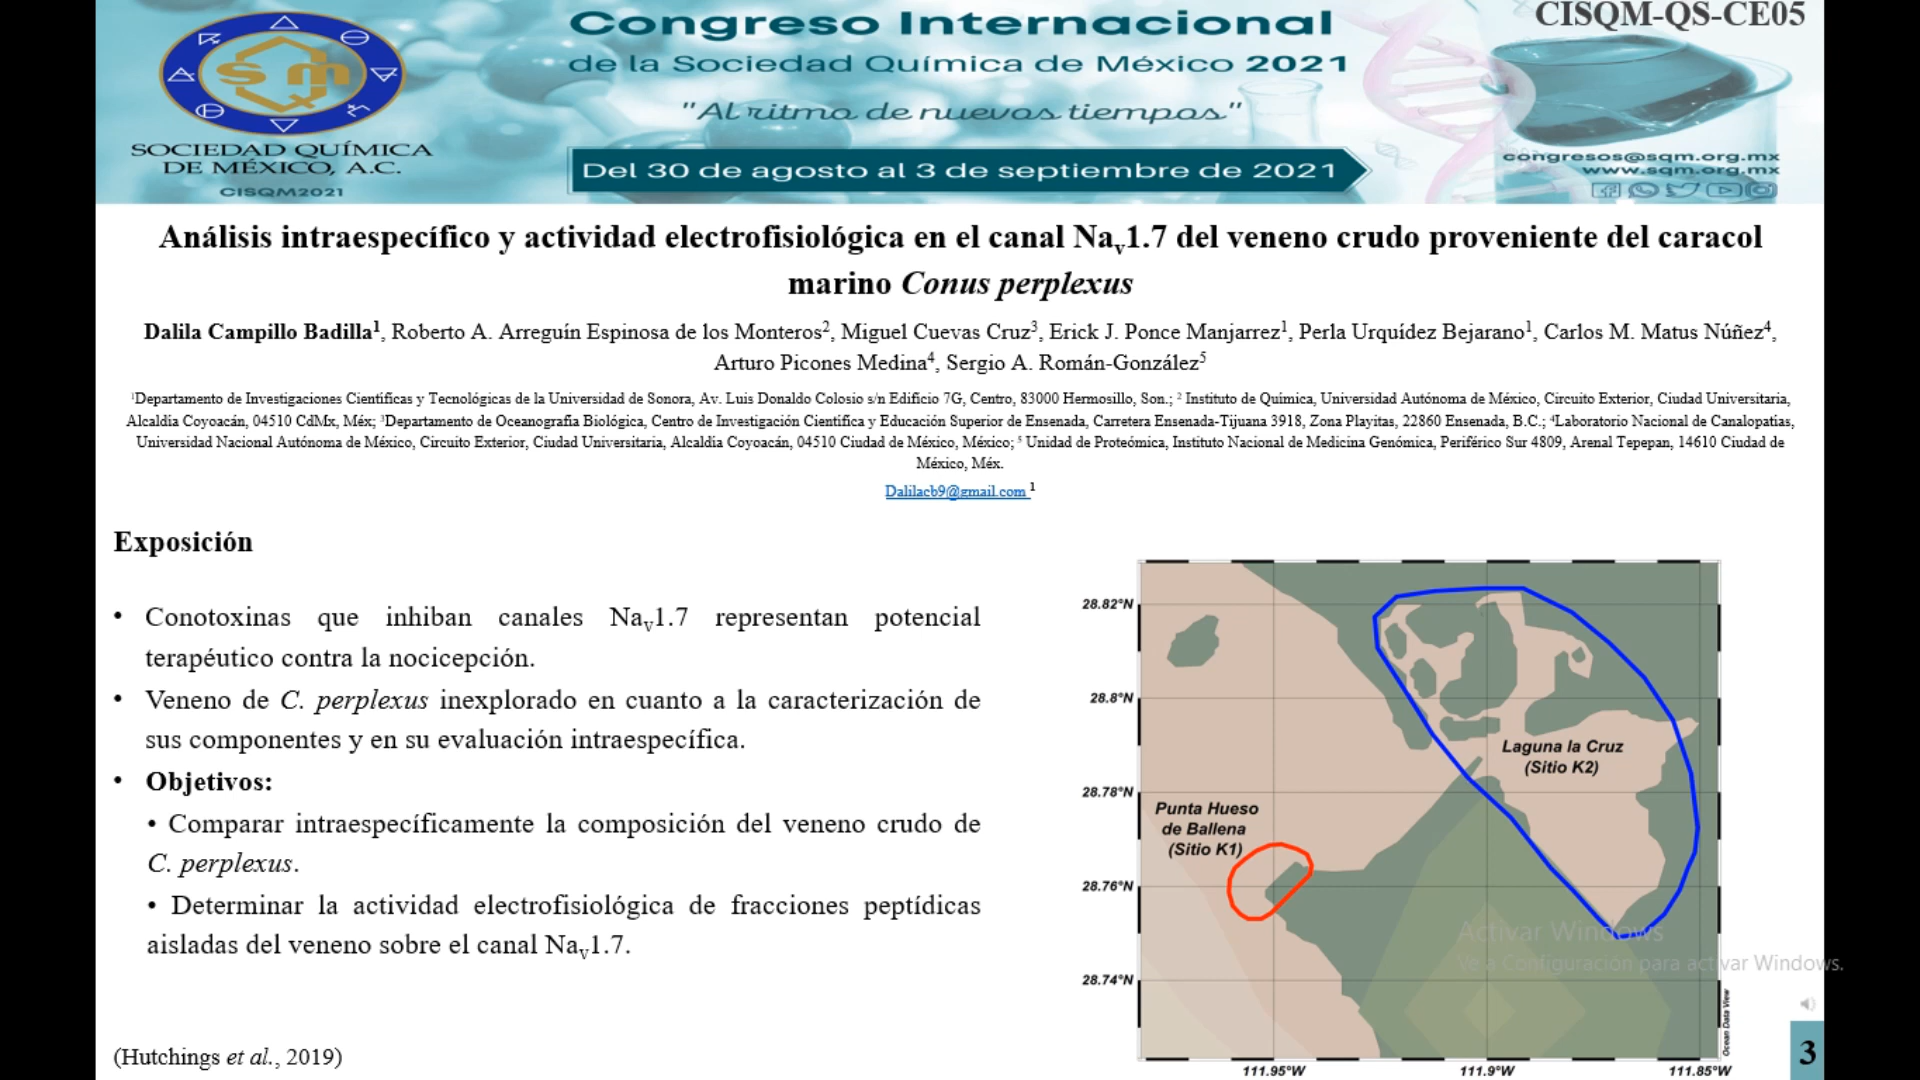 CISQM-QS-CE05
Congreso Internacional
de la Sociedad Química de México 2021
"Al ritmo de nuevos tiempos"
Del 30 de agosto al 3 de septiembre de 2021
SQM
SOCIEDAD QUÍMICA
DE MÉXICO, A.C.
CISQM2021
congresos@sqm.org.mx
www.sqm.org.mx
Análisis intraespecífico y actividad electrofisiológica en el canal Nav1.7 del veneno crudo proveniente del caracol
marino Conus perplexus
Dalila Campillo Badilla1, Roberto A. Arreguín Espinosa de los Monteros2, Miguel Cuevas Cruz3, Erick J. Ponce Manjarrez1, Perla Urquídez Bejarano1, Carlos M. Matus Núñez4,
Arturo Picones Medina4, Sergio A. Román-González5
1Departamento de Investigaciones Científicas y Tecnológicas de la Universidad de Sonora, Av. Luis Donaldo Colosio s/n Edificio 7G, Centro, 83000 Hermosillo, Son.; 2 Instituto de Química, Universidad Autónoma de México, Circuito Exterior, Ciudad Universitaria,
Alcaldía Coyoacán, 04510 CdMx, Méx; 3Departamento de Oceanografía Biológica, Centro de Investigación Científica y Educación Superior de Ensenada, Carretera Ensenada-Tijuana 3918, Zona Playitas, 22860 Ensenada, B.C.; 4Laboratorio Nacional de Canalopatías,
Universidad Nacional Autónoma de México, Circuito Exterior, Ciudad Universitaria, Alcaldía Coyoacán, 04510 Ciudad de México, México; 5 Unidad de Proteómica, Instituto Nacional de Medicina Genómica, Periférico Sur 4809, Arenal Tepepan, 14610 Ciudad de
México, Méx.
Dalilacb9@gmail.com 1
Exposición
• Conotoxinas que inhiban canales Nav1.7 representan potencial
terapéutico contra la nocicepción.
• Veneno de C. perplexus inexplorado en cuanto a la caracterización de
sus componentes y en su evaluación intraespecífica.
• Objetivos:
• Comparar intraespecíficamente la composición del veneno crudo de
C. perplexus.
• Determinar la actividad electrofisiológica de fracciones peptídicas
aisladas del veneno sobre el canal Nav1.7.
(Hutchings et al., 2019)
28.82°N
28.8°N
28.78°N
28.76°N
28.74°N
Laguna la Cruz
(Sitio K2)
Punta Hueso
de Ballena
(Sitio K1)
111.95°W
111.9°W
111.85°W
Ocean Data View
Activar Windows
Ve a Configuración para activar Windows.
3